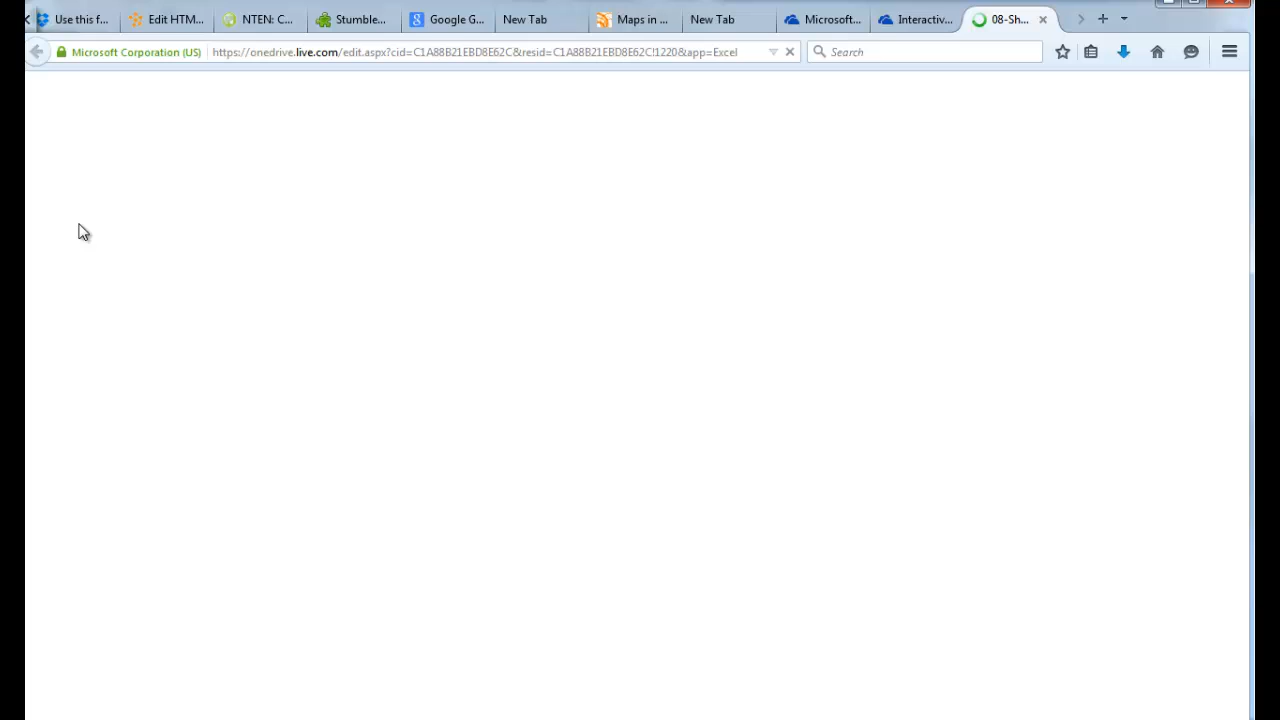 Use this f... Edit HTM... NTEN: C... Stumble... Google G... New Tab Maps in ... New Tab Microsoft... Interactiv... 08-Sh...
Microsoft Corporation (US) https://onedrive.live.com/edit.aspx?cid=C1A88B21EBD8E62C&resid=C1A88B21EBD8E62C!1220&app=Excel Search